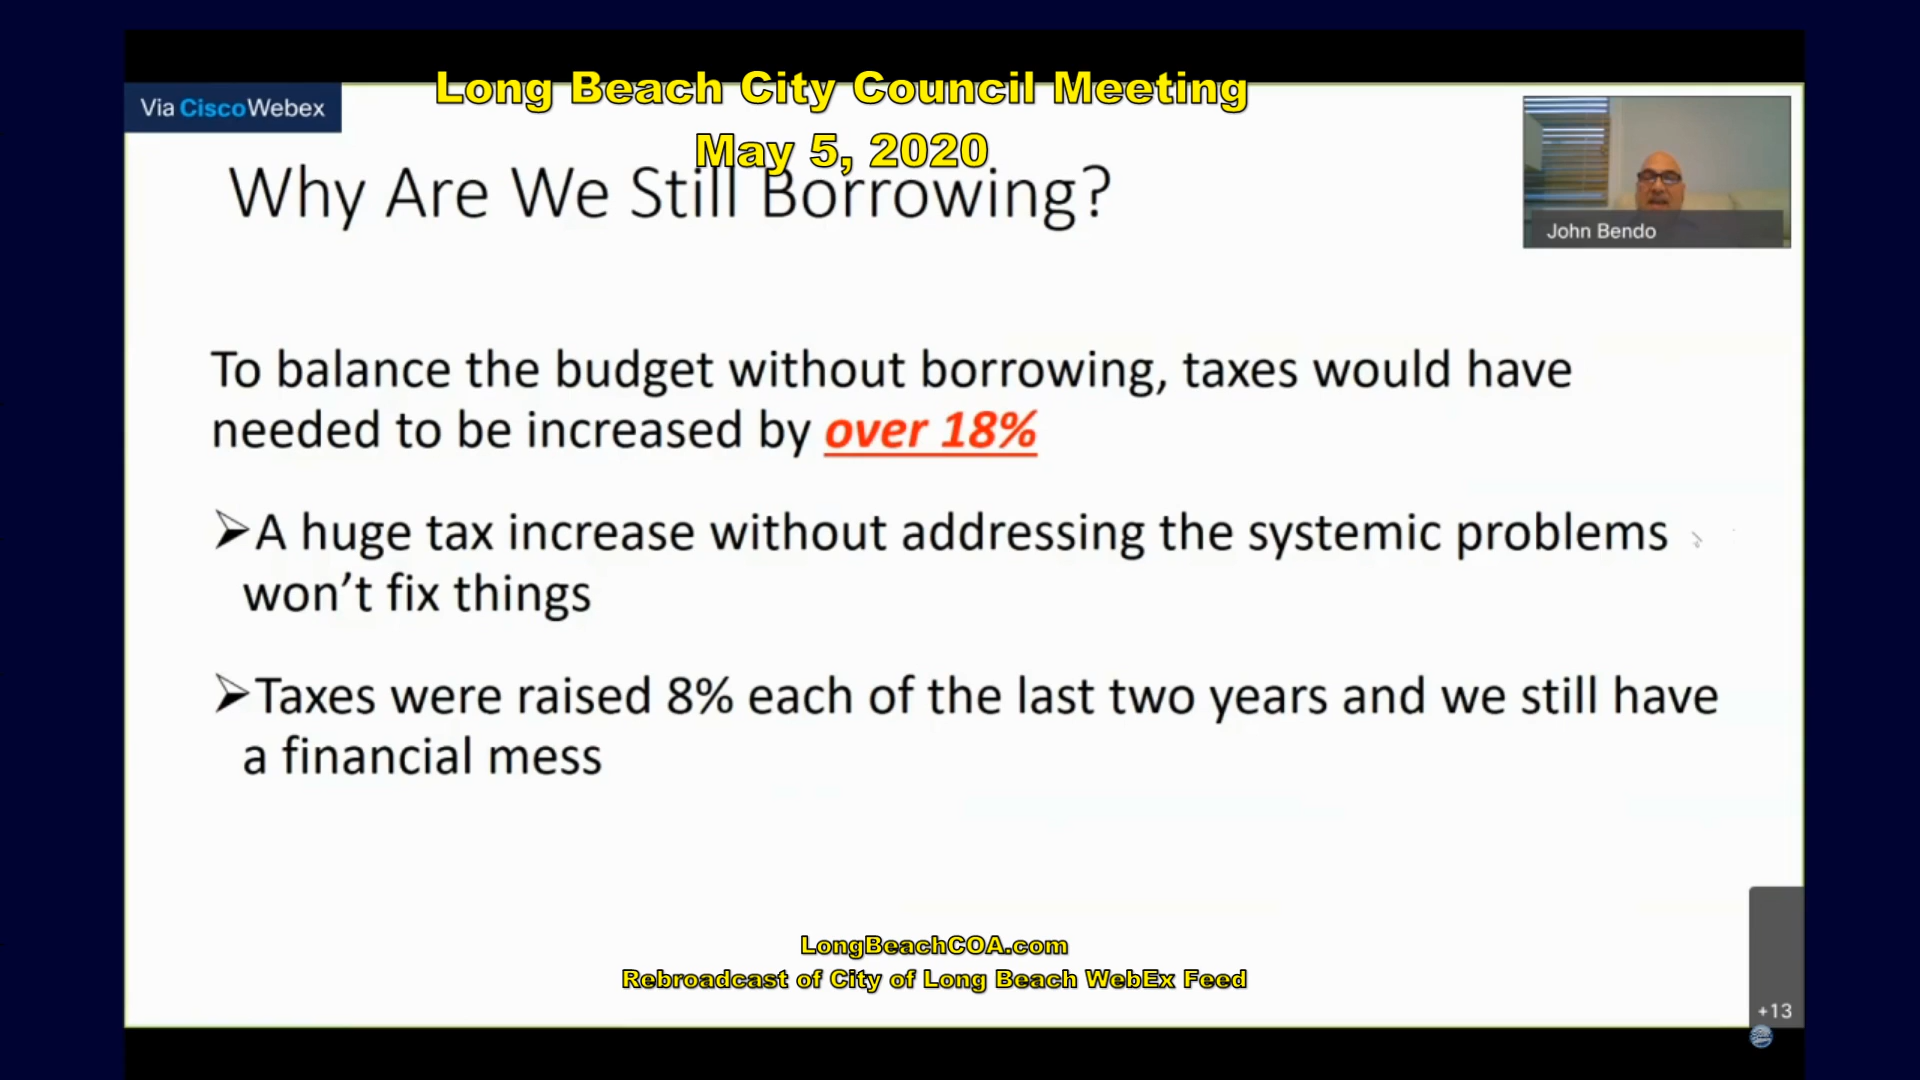 Long Beach City Council Meeting
May 5, 2020
Via CiscoWebex
Why Are We Still Borrowing?
John Bendo
To balance the budget without borrowing, taxes would have
needed to be increased by over 18%
➢A huge tax increase without addressing the systemic problems
won’t fix things
➢Taxes were raised 8% each of the last two years and we still have
a financial mess
LongBeachCOA.com
Rebroadcast of City of Long Beach WebEx Feed
+13